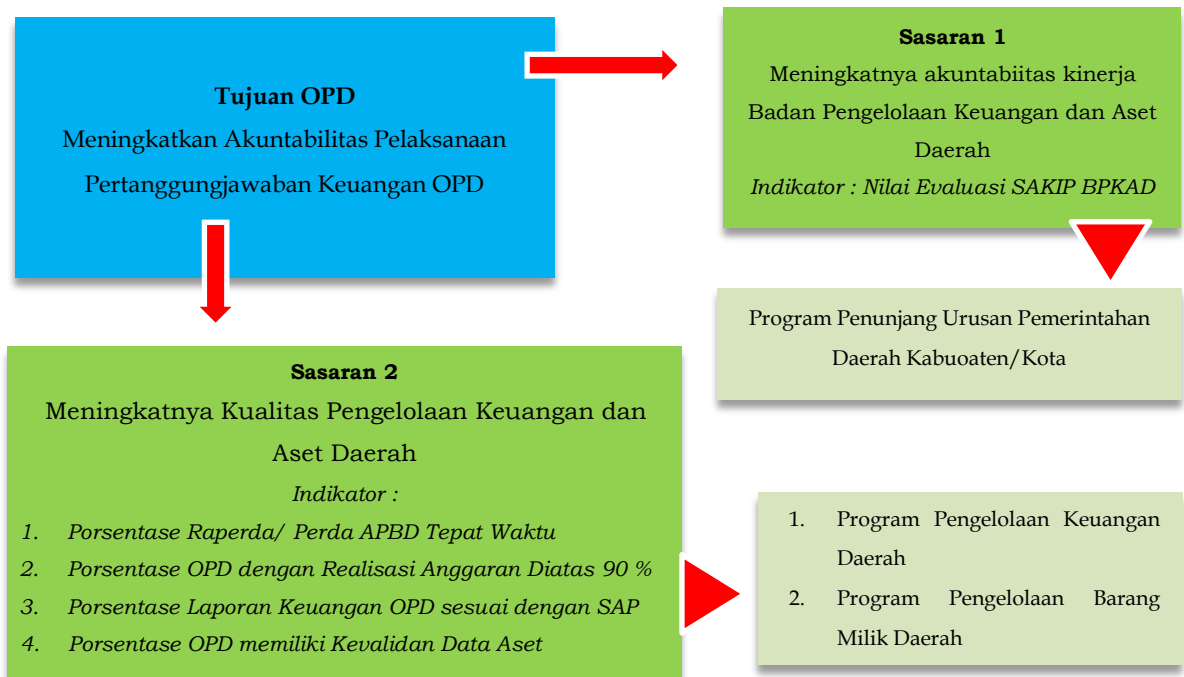 Tujuan OPD
Meningkatkan Akuntabilitas Pelaksanaan
Pertanggungjawaban Keuangan OPD
Sasaran 1
Meningkatnya akuntabiitas kinerja
Badan Pengelolaan Keuangan dan Aset
Daerah
Indikator : Nilai Evaluasi SAKIP BPKAD
Program Penunjang Urusan Pemerintahan
Daerah Kabuoaten/Kota
Sasaran 2
Meningkatnya Kualitas Pengelolaan Keuangan dan
Aset Daerah
Indikator :
1. Porsentase Raperda/ Perda APBD Tepat Waktu
2. Porsentase OPD dengan Realisasi Anggaran Diatas 90 %
3. Porsentase Laporan Keuangan OPD sesuai dengan SAP
4. Porsentase OPD memiliki Kevalidan Data Aset
1. Program Pengelolaan Keuangan
Daerah
2. Program Pengelolaan Barang
Milik Daerah